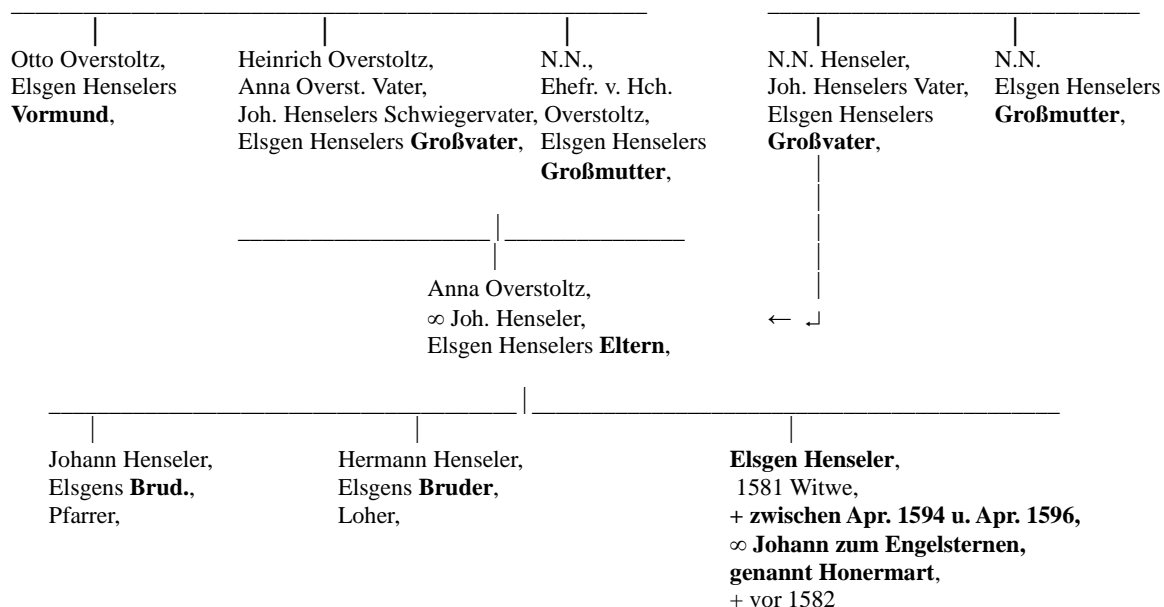 Otto Overstoltz,
Elsgen Henselers
Vormund,
Heinrich Overstoltz,
Anna Overst. Vater,
Joh. Henselers Schwiegervater,
Elsgen Henselers Großvater,
N.N.,
Ehefr. v. Hch.
Overstoltz,
Elsgen Henselers
Großmutter,
N.N. Henseler,
Joh. Henselers Vater,
Elsgen Henselers
Großvater,
N.N.
Elsgen Henselers
Großmutter,
Anna Overstoltz,
∞ Joh. Henseler,
Elsgen Henselers Eltern,
Johann Henseler,
Elsgens Brud.,
Pfarrer,
Hermann Henseler,
Elsgens Bruder,
Loher,
Elsgen Henseler,
1581 Witwe,
+ zwischen Apr. 1594 u. Apr. 1596,
∞ Johann zum Engelsternen,
genannt Honermart,
+ vor 1582